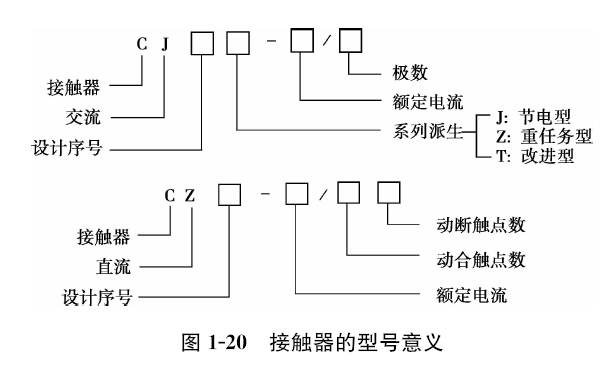 C J □ □ - □ / □
接触器
交流
设计序号
极数
额定电流
系列派生
J: 节电型
Z: 重任务型
T: 改进型
C Z □ - □ / □ □
接触器
直流
设计序号
动断触点数
动合触点数
额定电流
图 1-20 接触器的型号意义